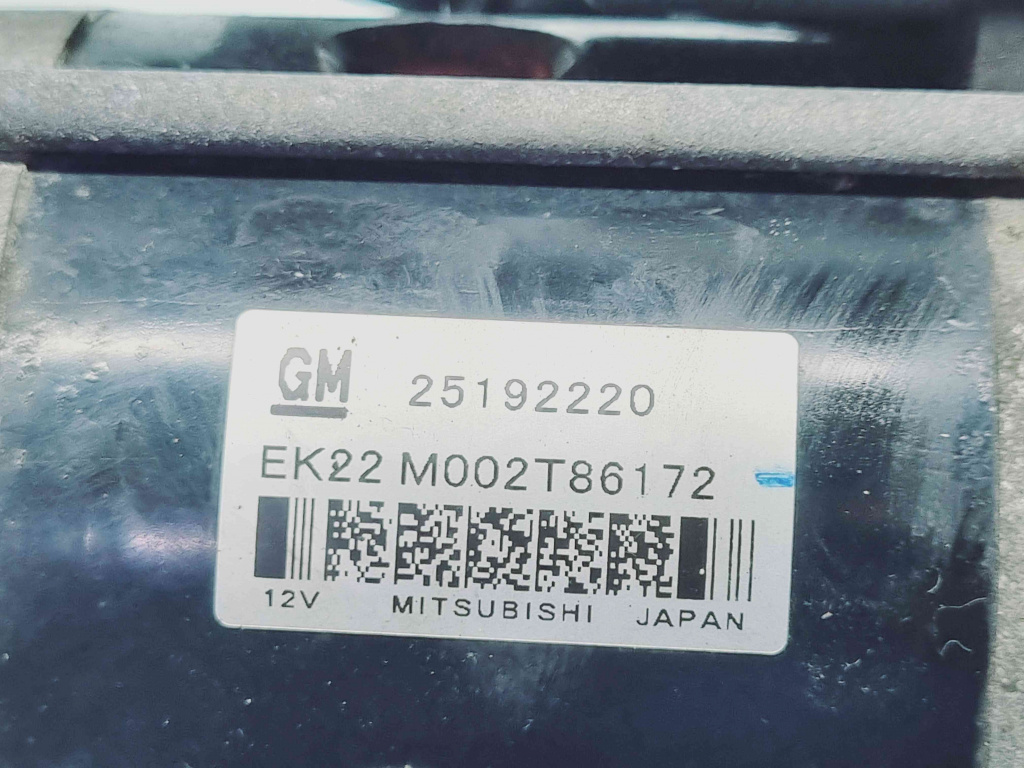 GM 25192220
EK22 M002T86172
12V MITSUBISHI JAPAN